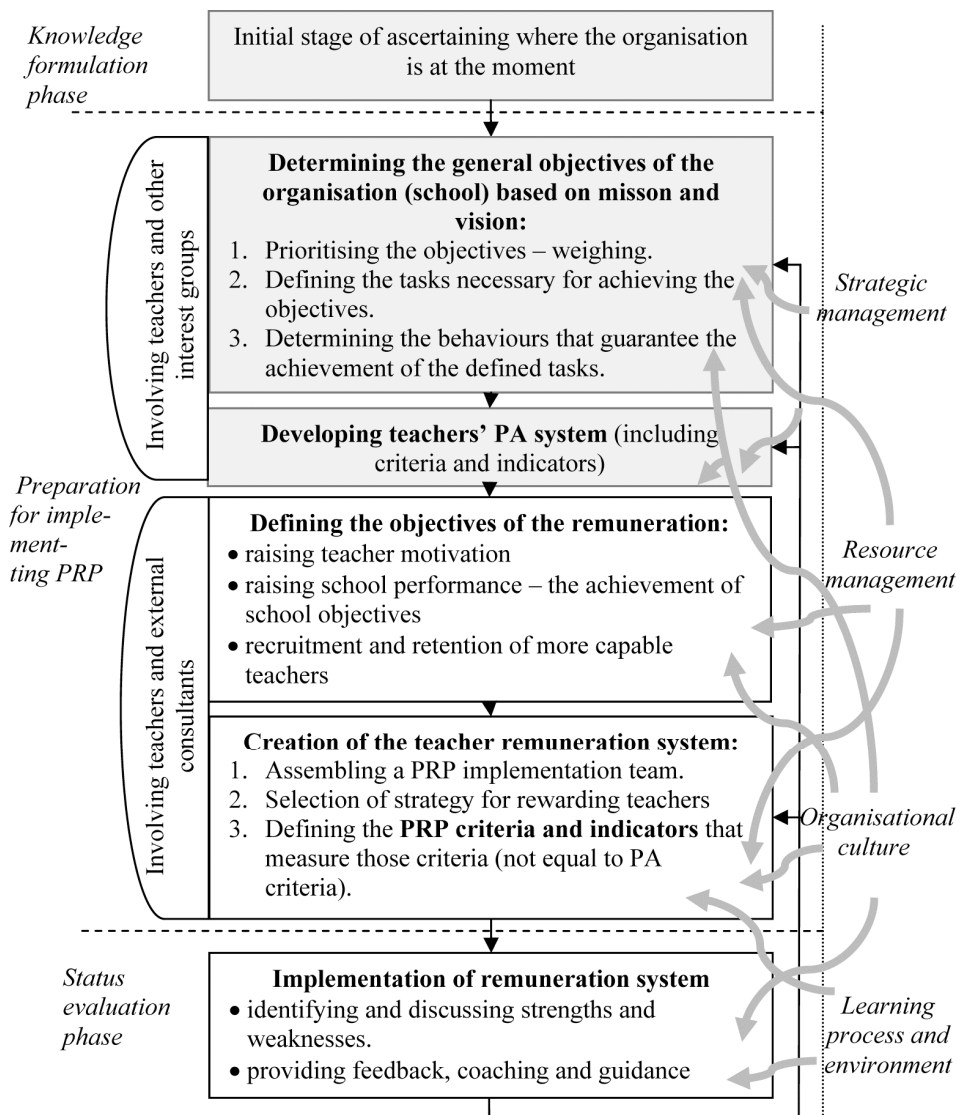 Knowledge
formulation
phase
Initial stage of ascertaining where the organisation
is at the moment
Involving teachers and other
interest groups
Determining the general objectives of the
organisation (school) based on misson and
vision:
1. Prioritising the objectives – weighing.
2. Defining the tasks necessary for achieving the
objectives.
3. Determining the behaviours that guarantee the
achievement of the defined tasks.
Strategic
management
Developing teachers’ PA system (including
criteria and indicators)
Preparation
for imple-
ment-
ting PRP
Involving teachers and external
consultants
Defining the objectives of the remuneration:
• raising teacher motivation
• raising school performance – the achievement of
school objectives
• recruitment and retention of more capable
teachers
Resource
management
Creation of the teacher remuneration system:
1. Assembling a PRP implementation team.
2. Selection of strategy for rewarding teachers
3. Defining the PRP criteria and indicators that
measure those criteria (not equal to PA
criteria).
Organisational
culture
Status
evaluation
phase
Implementation of remuneration system
• identifying and discussing strengths and
weaknesses.
• providing feedback, coaching and guidance
Learning
process and
environment